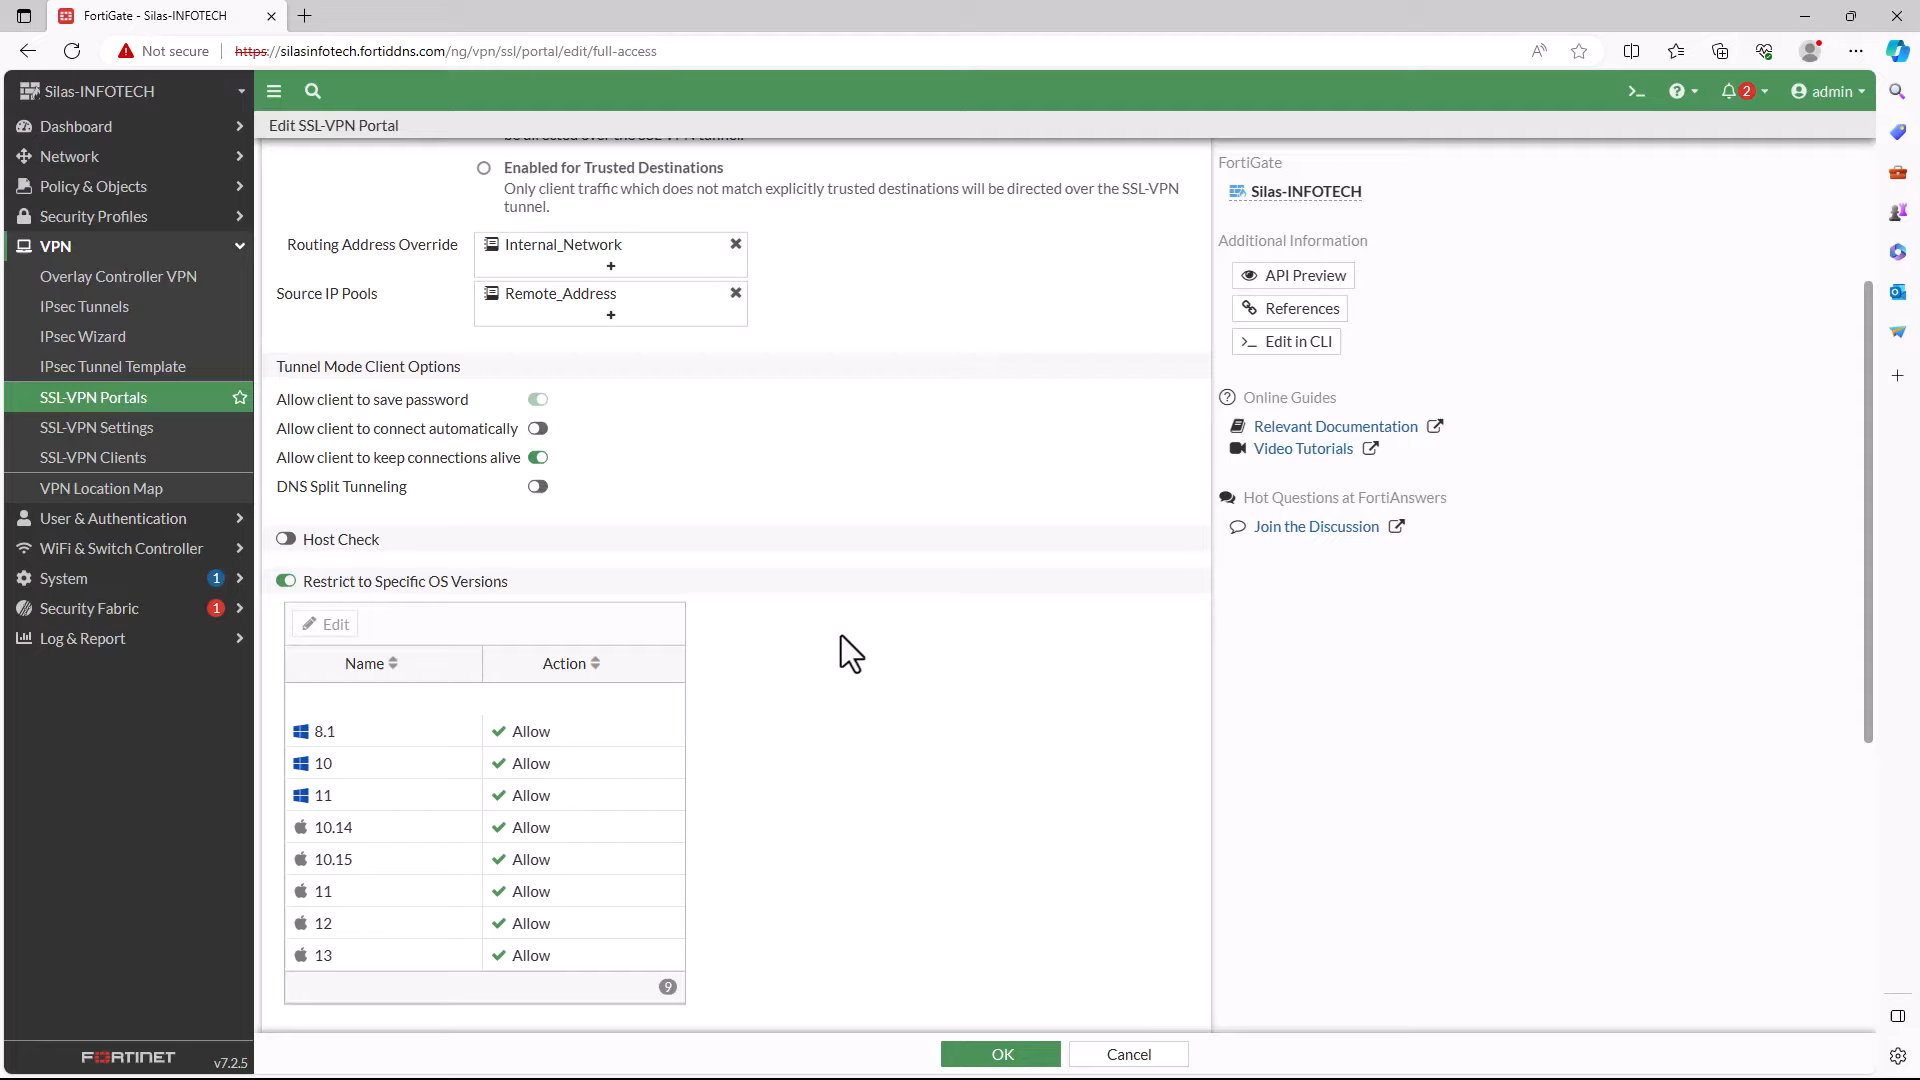 FortiGate - Silas-INFOTECH
Not secure
https://silasinfotech.fortiddns.com/ng/vpn/ssl/portal/edit/full-access
Silas-INFOTECH
2
admin
Dashboard
Network
Policy & Objects
Security Profiles
VPN
Overlay Controller VPN
IPsec Tunnels
IPsec Wizard
IPsec Tunnel Template
SSL-VPN Portals
SSL-VPN Settings
SSL-VPN Clients
VPN Location Map
User & Authentication
WiFi & Switch Controller
System 1
Security Fabric 1
Log & Report
FORTINET v7.2.5
Edit SSL-VPN Portal
be directed over the SSL-VPN tunnel.
Enabled for Trusted Destinations
Only client traffic which does not match explicitly trusted destinations will be directed over the SSL-VPN
tunnel.
Routing Address Override Internal_Network
Source IP Pools Remote_Address
Tunnel Mode Client Options
Allow client to save password
Allow client to connect automatically
Allow client to keep connections alive
DNS Split Tunneling
Host Check
Restrict to Specific OS Versions
Edit
Name Action
8.1 Allow
10 Allow
11 Allow
10.14 Allow
10.15 Allow
11 Allow
12 Allow
13 Allow
9
OK Cancel
FortiGate
Silas-INFOTECH
Additional Information
API Preview
References
>_ Edit in CLI
Online Guides
Relevant Documentation
Video Tutorials
Hot Questions at FortiAnswers
Join the Discussion